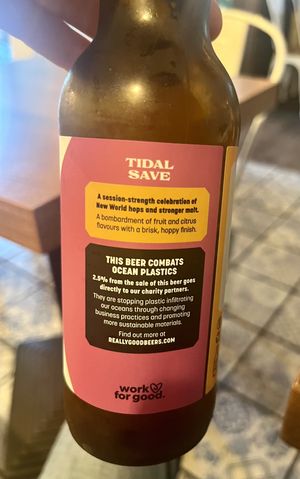 TIDAL
SAVE
A session-strength celebration of
New World hops and stronger malt.
A bombardment of fruit and citrus
flavours with a brisk, hoppy finish.
THIS BEER COMBATS
OCEAN PLASTICS
2.5% from the sale of this beer goes
directly to our charity partners.
They are stopping plastic infiltrating
our oceans through changing
business practices and promoting
more sustainable materials.
Find out more at
REALLYGOODBEERS.COM
work
for good.